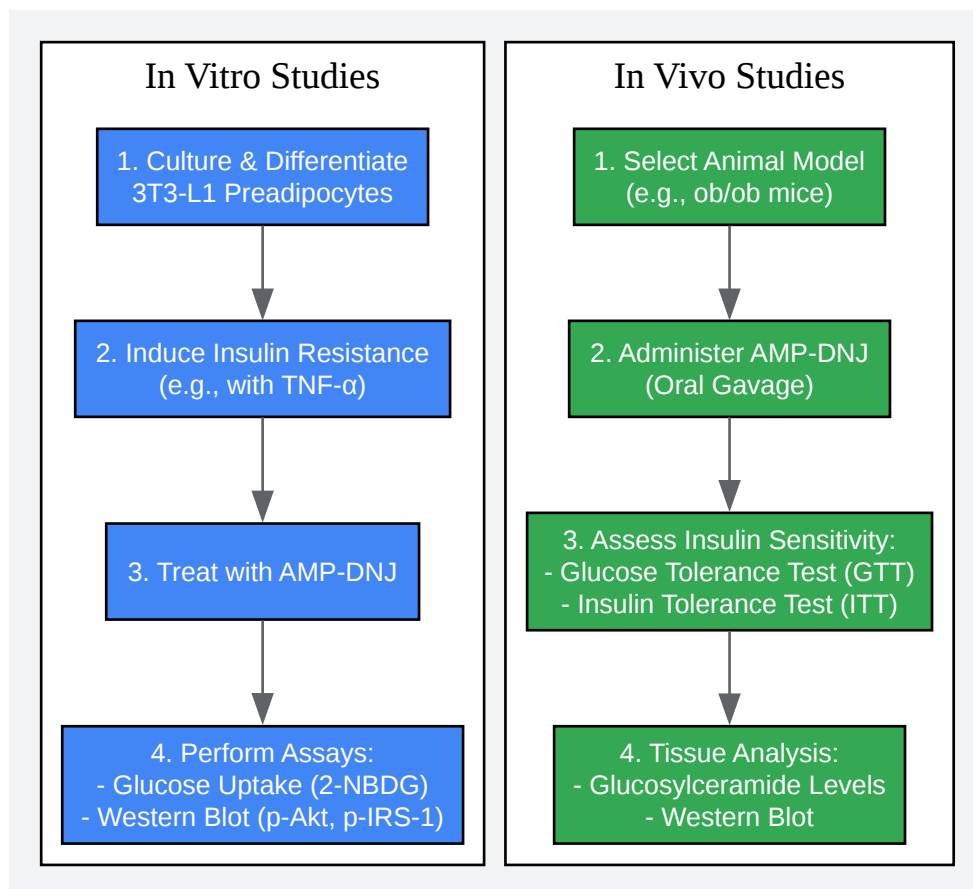 In Vitro Studies
1. Culture & Differentiate
3T3-L1 Preadipocytes
2. Induce Insulin Resistance
(e.g., with TNF-α)
3. Treat with AMP-DNJ
4. Perform Assays:
- Glucose Uptake (2-NBDG)
- Western Blot (p-Akt, p-IRS-1)
In Vivo Studies
1. Select Animal Model
(e.g., ob/ob mice)
2. Administer AMP-DNJ
(Oral Gavage)
3. Assess Insulin Sensitivity:
- Glucose Tolerance Test (GTT)
- Insulin Tolerance Test (ITT)
4. Tissue Analysis:
- Glucosylceramide Levels
- Western Blot